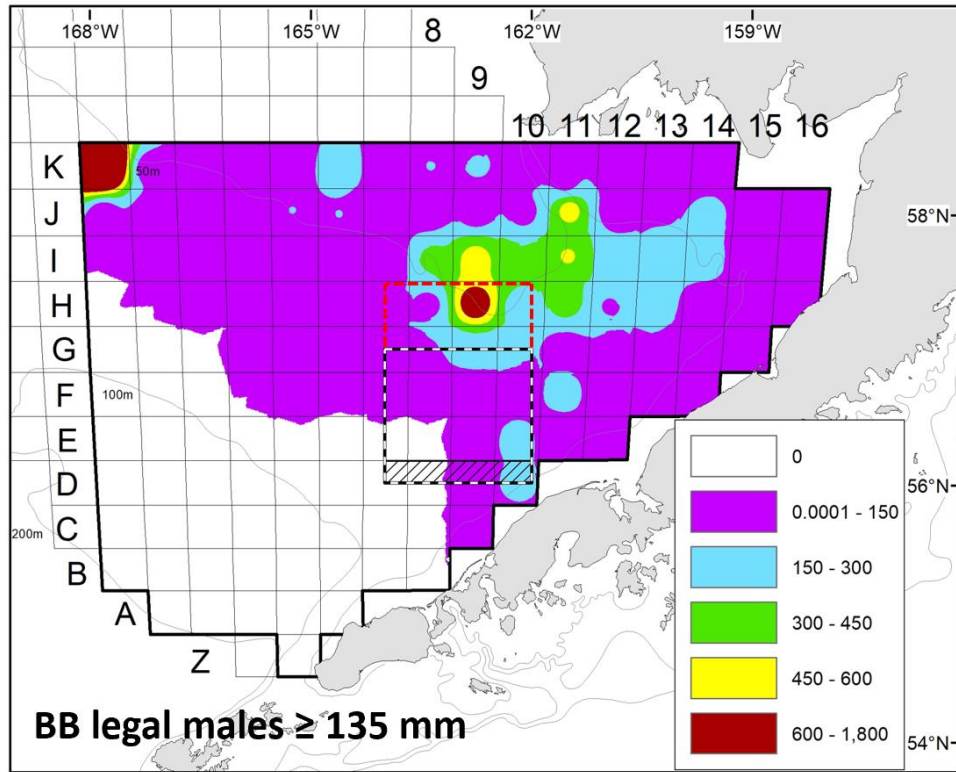 168°W 165°W 8 162°W 159°W
9
10 11 12 13 14 15 16
K 50m
J 58°N
I
H
G
F 100m
E
D 56°N
C 200m
B
A
Z
0
0.0001 - 150
150 - 300
300 - 450
450 - 600
600 - 1,800
54°N
BB legal males ≥ 135 mm